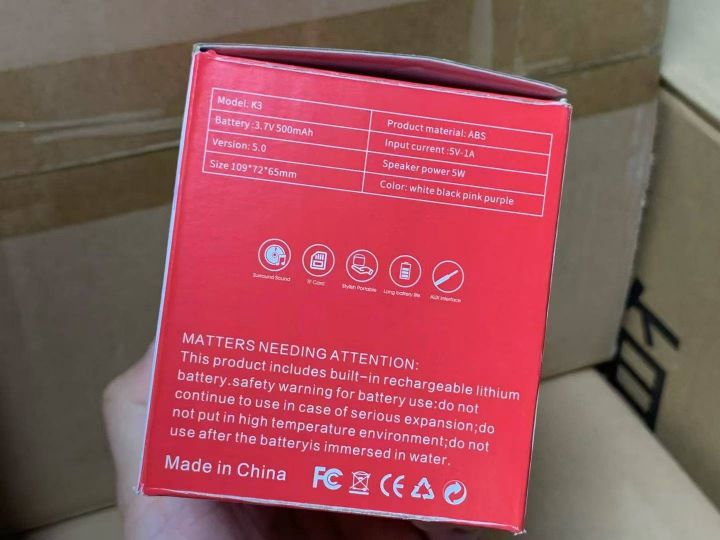 Model: K3
Product material: ABS
Battery :3.7V 500mAh
Input current :5V-1A
Version: 5.0
Speaker power 5W
Size 109*72*65mm
Color: white black pink purple
Surround Sound
TF Card
Stylish Portable
Long battery life
AUX interface
MATTERS NEEDING ATTENTION:
This product includes built-in rechargeable lithium
battery.safety warning for battery use:do not
continue to use in case of serious expansion;do
not put in high temperature environment;do not
use after the batteryis immersed in water.
Made in China FC CE